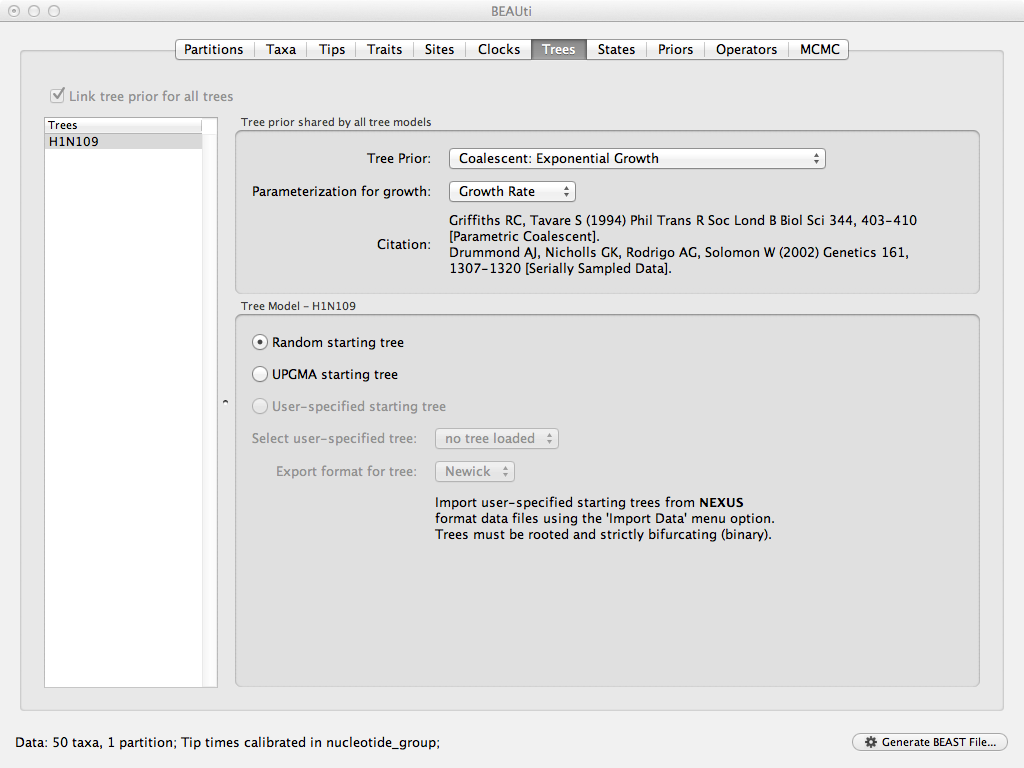 BEAUti
Partitions Taxa Tips Traits Sites Clocks Trees States Priors Operators MCMC
Link tree prior for all trees
Trees
H1N109
Tree prior shared by all tree models
Tree Prior: Coalescent: Exponential Growth
Parameterization for growth: Growth Rate
Citation:
Griffiths RC, Tavare S (1994) Phil Trans R Soc Lond B Biol Sci 344, 403-410
[Parametric Coalescent].
Drummond AJ, Nicholls GK, Rodrigo AG, Solomon W (2002) Genetics 161,
1307-1320 [Serially Sampled Data].
Tree Model - H1N109
Random starting tree
UPGMA starting tree
User-specified starting tree
Select user-specified tree: no tree loaded
Export format for tree: Newick
Import user-specified starting trees from NEXUS
format data files using the 'Import Data' menu option.
Trees must be rooted and strictly bifurcating (binary).
Data: 50 taxa, 1 partition; Tip times calibrated in nucleotide_group;
Generate BEAST File...